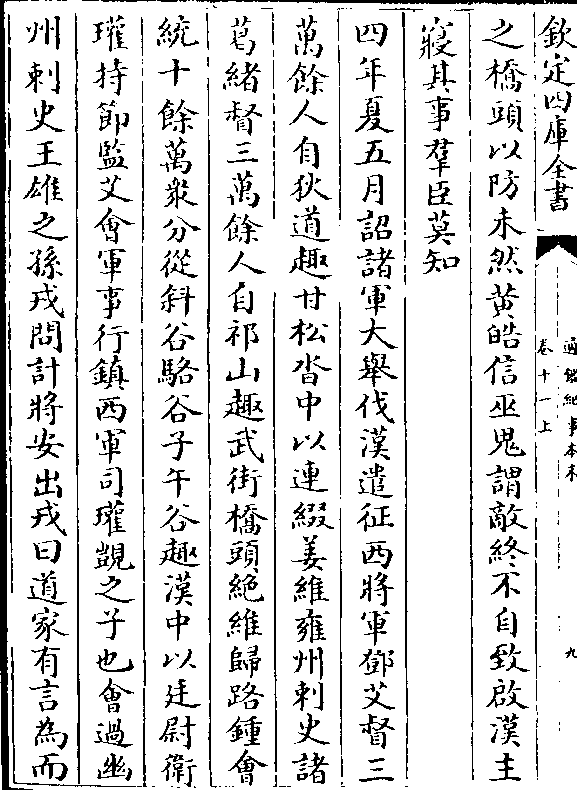 欽定四庫全書
通鑑紀事本末
卷十一上
九
之橋頭以防未然黄皓信巫鬼謂敵終不自致啟漢主
寢其事羣臣莫知
四年夏五月詔諸軍大舉伐漢遣征西將軍鄧艾督三
萬餘人自狄道趣甘松沓中以連綴姜維雍州刺史諸
葛緒督三萬餘人自祁山趣武街橋頭絶維歸路鍾會
統十餘萬衆分從斜谷駱谷子午谷趣漢中以廷尉衛
瓘持節監艾會軍事行鎮西軍司瓘覬之子也會過幽
州刺史王雄之孫戎問計將安出戎曰道家有言為而